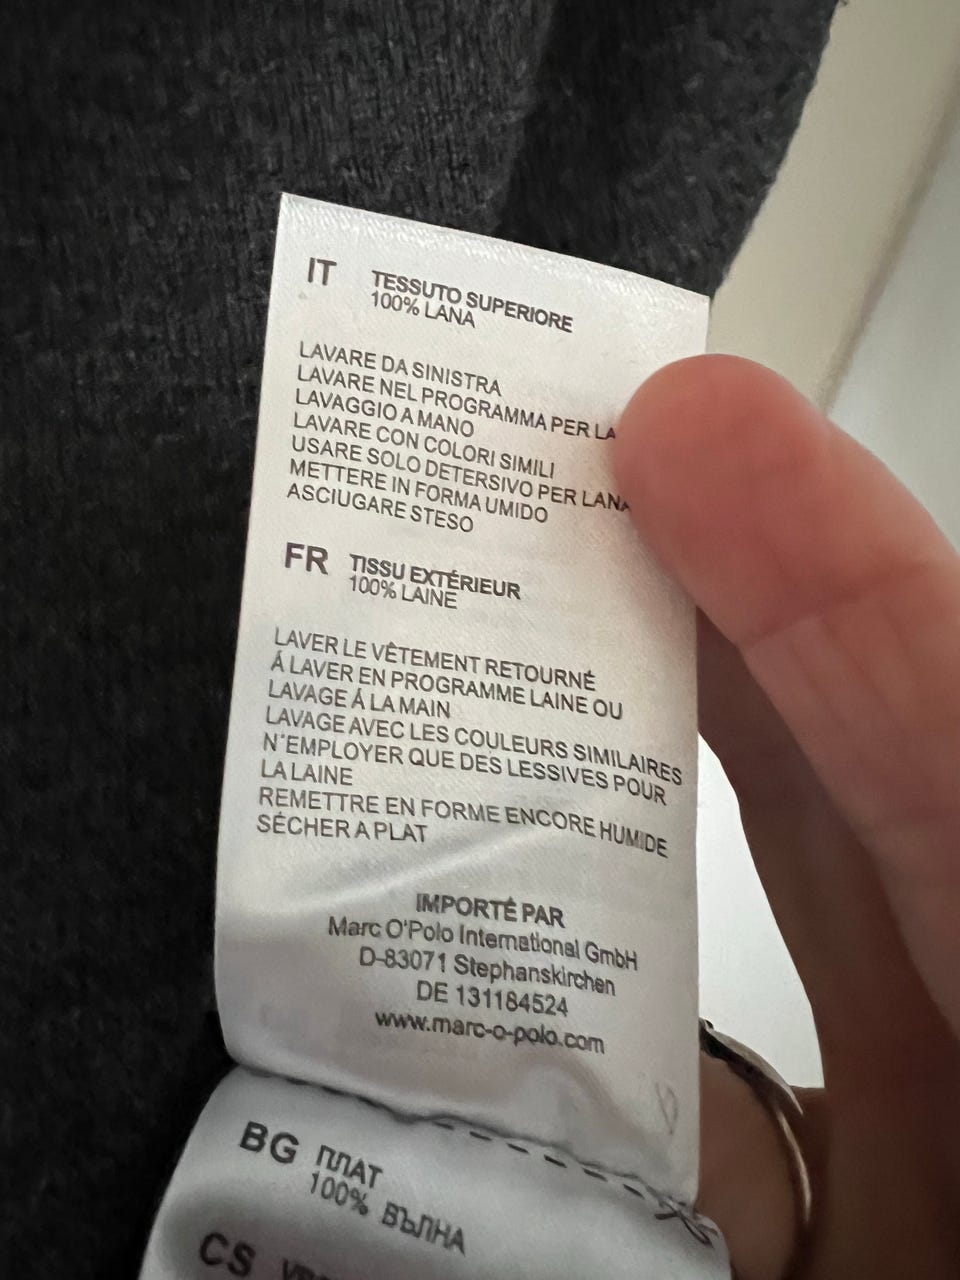 IT TESSUTO SUPERIORE
100% LANA
LAVARE DA SINISTRA
LAVARE NEL PROGRAMMA PER LA
LAVAGGIO A MANO
LAVARE CON COLORI SIMILI
USARE SOLO DETERSIVO PER LANA
METTERE IN FORMA UMIDO
ASCIUGARE STESO
FR TISSU EXTÉRIEUR
100% LAINE
LAVER LE VÊTEMENT RETOURNÉ
Á LAVER EN PROGRAMME LAINE OU
LAVAGE Á LA MAIN
LAVAGE AVEC LES COULEURS SIMILAIRES
N'EMPLOYER QUE DES LESSIVES POUR
LA LAINE
REMETTRE EN FORME ENCORE HUMIDE
SÉCHER A PLAT
IMPORTÉ PAR
Marc O'Polo International GmbH
D-83071 Stephanskirchen
DE 131184524
www.marc-o-polo.com
BG ПЛАТ
100% ВЪЛНА
CS